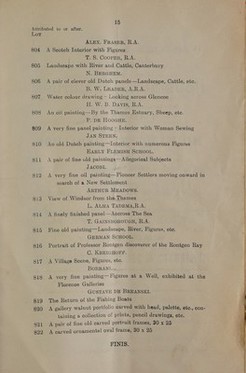 12
Attributed to or after.
Lot
ALEX. FRASER, R.A.
804 A Scotch Interior with Figures
T. S. COOPER, R.A.
805 Landscape with River and Cattle, Canterbury
N. BERGHEM.
806 A pair of clever old Dutch panels—Landscape, Cattle, etc.
B. W. LEADER, A.R.A.
807 Water colour drawing—Looking across Glencoe
H. W. B. DAVIS, R.A.
808 An oil painting—By the Thames Estuary, Sheep, etc.
P. DE HOOGHE.
809 A very fine panel painting—Interior with Woman Sewing
JAN STEEN.
810 An old Dutch painting—Interior with numerous Figures
EARLY FLEMISH SCHOOL.
811 A pair of fine old paintings—Allegorical Subjects
JACOBI.
812 A very fine oil painting—Pioneer Settlers moving onward in
search of a New Settlement
ARTHUR MEADOWS.
813 View of Windsor from the Thames
L. ALMA TADEMA, R.A.
814 A finely finished panel—Across The Sea
T. GAINSBOROUGH, R.A.
815 Fine old painting—Landscape, River, Figures, etc.
GERMAN SCHOOL.
816 Portrait of Professor Rontgen discoverer of the Rontgen Ray
C.
817 A Village Scene, Figures, etc.
818 A very fine painting—Figures at a Well, exhibited at the
Florence Galleries
GUSTAVE DE BREANSKI.
819 The Return of the Fishing Boats
820 A gallery walnut portfolio carved with head, palette, etc., con-
taining a collection of prints, pencil drawings, etc.
821 A pair of fine old carved portrait frames, 30 x 25
822 A carved ornamental oval frame, 30 x 25
FINIS.